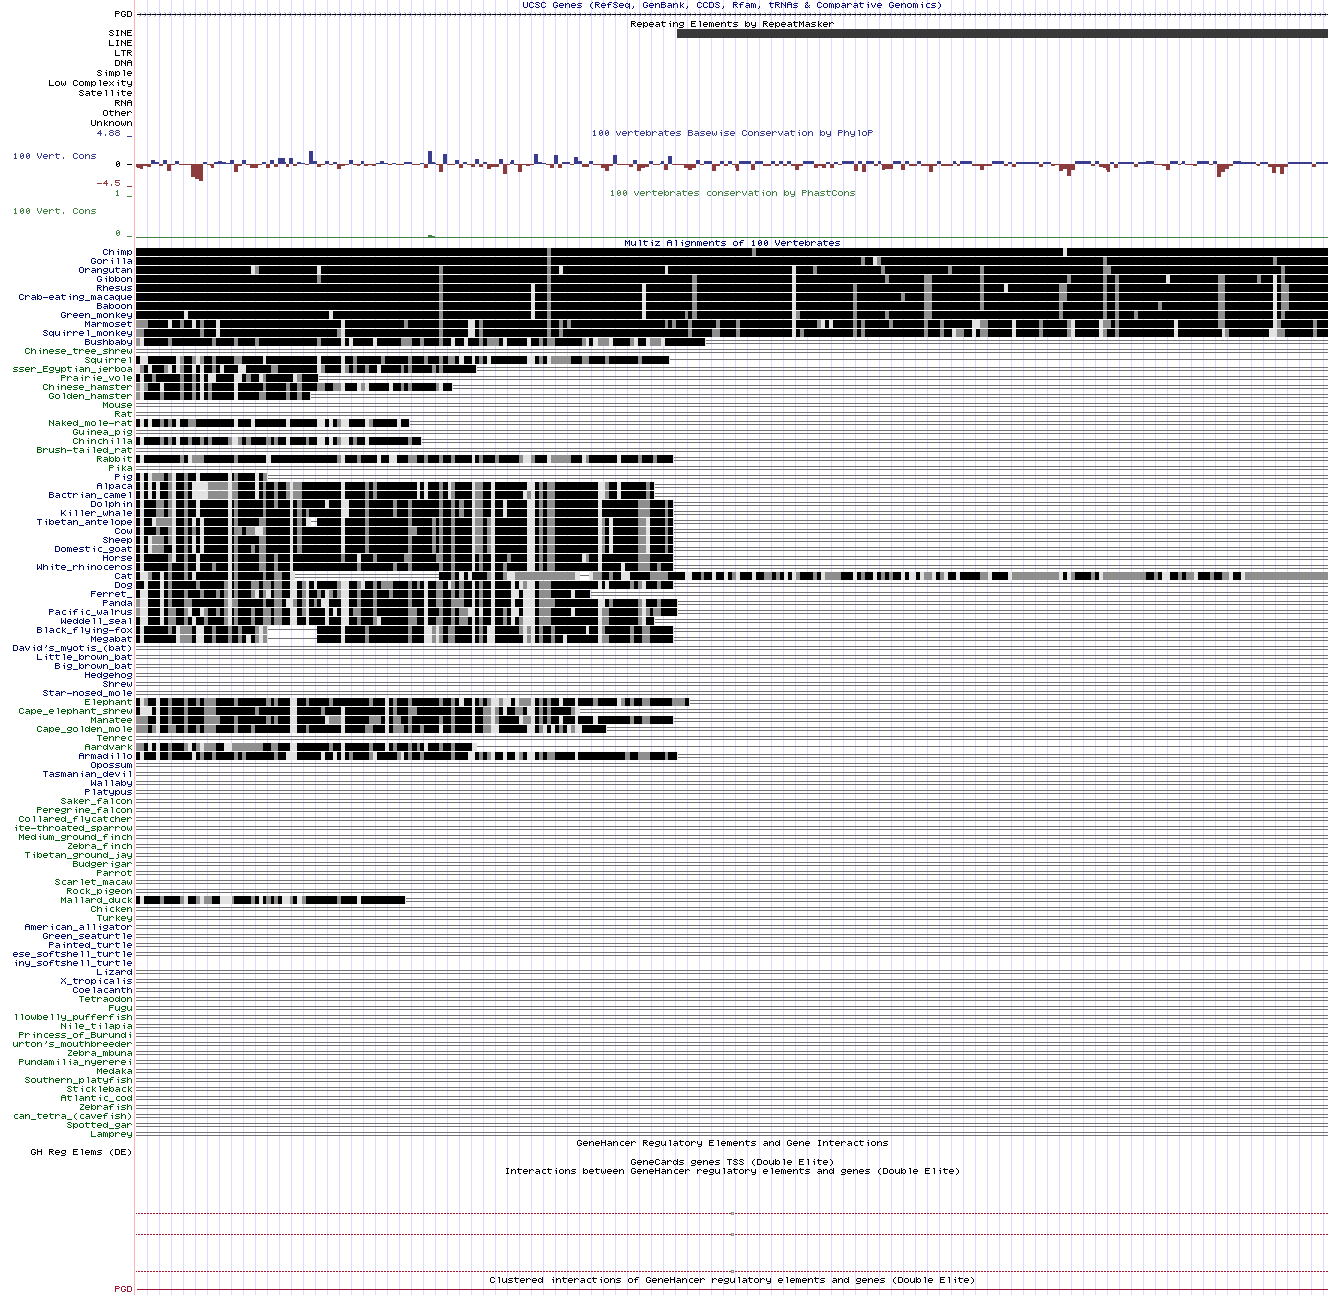 UCSC Genes (RefSeq, GenBank, CCDS, Rfam, tRNAs & Comparative Genomics)
PGD
Repeating Elements by RepeatMasker
SINE
LINE
LTR
DNA
Simple
Low Complexity
Satellite
RNA
Other
Unknown
4.88 _
100 vertebrates Basewise Conservation by PhyloP
100 Vert. Cons
0 _
-4.5 _
1 _
100 vertebrates conservation by PhastCons
100 Vert. Cons
0 _
Multiz Alignments of 100 Vertebrates
Chimp
Gorilla
Orangutan
Gibbon
Rhesus
Crab-eating_macaque
Baboon
Green_monkey
Marmoset
Squirrel_monkey
Bushbaby
Chinese_tree_shrew
Squirrel
sser_Egyptian_jerboa
Prairie_vole
Chinese_hamster
Golden_hamster
Mouse
Rat
Naked_mole-rat
Guinea_pig
Chinchilla
Brush-tailed_rat
Rabbit
Pika
Pig
Alpaca
Bactrian_camel
Dolphin
Killer_whale
Tibetan_antelope
Cow
Sheep
Domestic_goat
Horse
White_rhinoceros
Cat
Dog
Ferret_
Panda
Pacific_walrus
Weddell_seal
Black_flying-fox
Megabat
David's_myotis_(bat)
Little_brown_bat
Big_brown_bat
Hedgehog
Shrew
Star-nosed_mole
Elephant
Cape_elephant_shrew
Manatee
Cape_golden_mole
Tenrec
Aardvark
Armadillo
Opossum
Tasmanian_devil
Wallaby
Platypus
Saker_falcon
Peregrine_falcon
Collared_flycatcher
ite-throated_sparrow
Medium_ground_finch
Zebra_finch
Tibetan_ground_jay
Budgerigar
Parrot
Scarlet_macaw
Rock_pigeon
Mallard_duck
Chicken
Turkey
American_alligator
Green_seaturtle
Painted_turtle
ese_softshell_turtle
iny_softshell_turtle
Lizard
X_tropicalis
Coelacanth
Tetraodon
Fugu
llowbelly_pufferfish
Nile_tilapia
Princess_of_Burundi
urton's_mouthbreeder
Zebra_mbuna
Pundamilia_nyererei
Medaka
Southern_platyfish
Stickleback
Atlantic_cod
Zebrafish
can_tetra_(cavefish)
Spotted_gar
Lamprey
GeneHancer Regulatory Elements and Gene Interactions
GH Reg Elems (DE)
GeneCards genes TSS (Double Elite)
Interactions between GeneHancer regulatory elements and genes (Double Elite)
Clustered interactions of GeneHancer regulatory elements and genes (Double Elite)
PGD